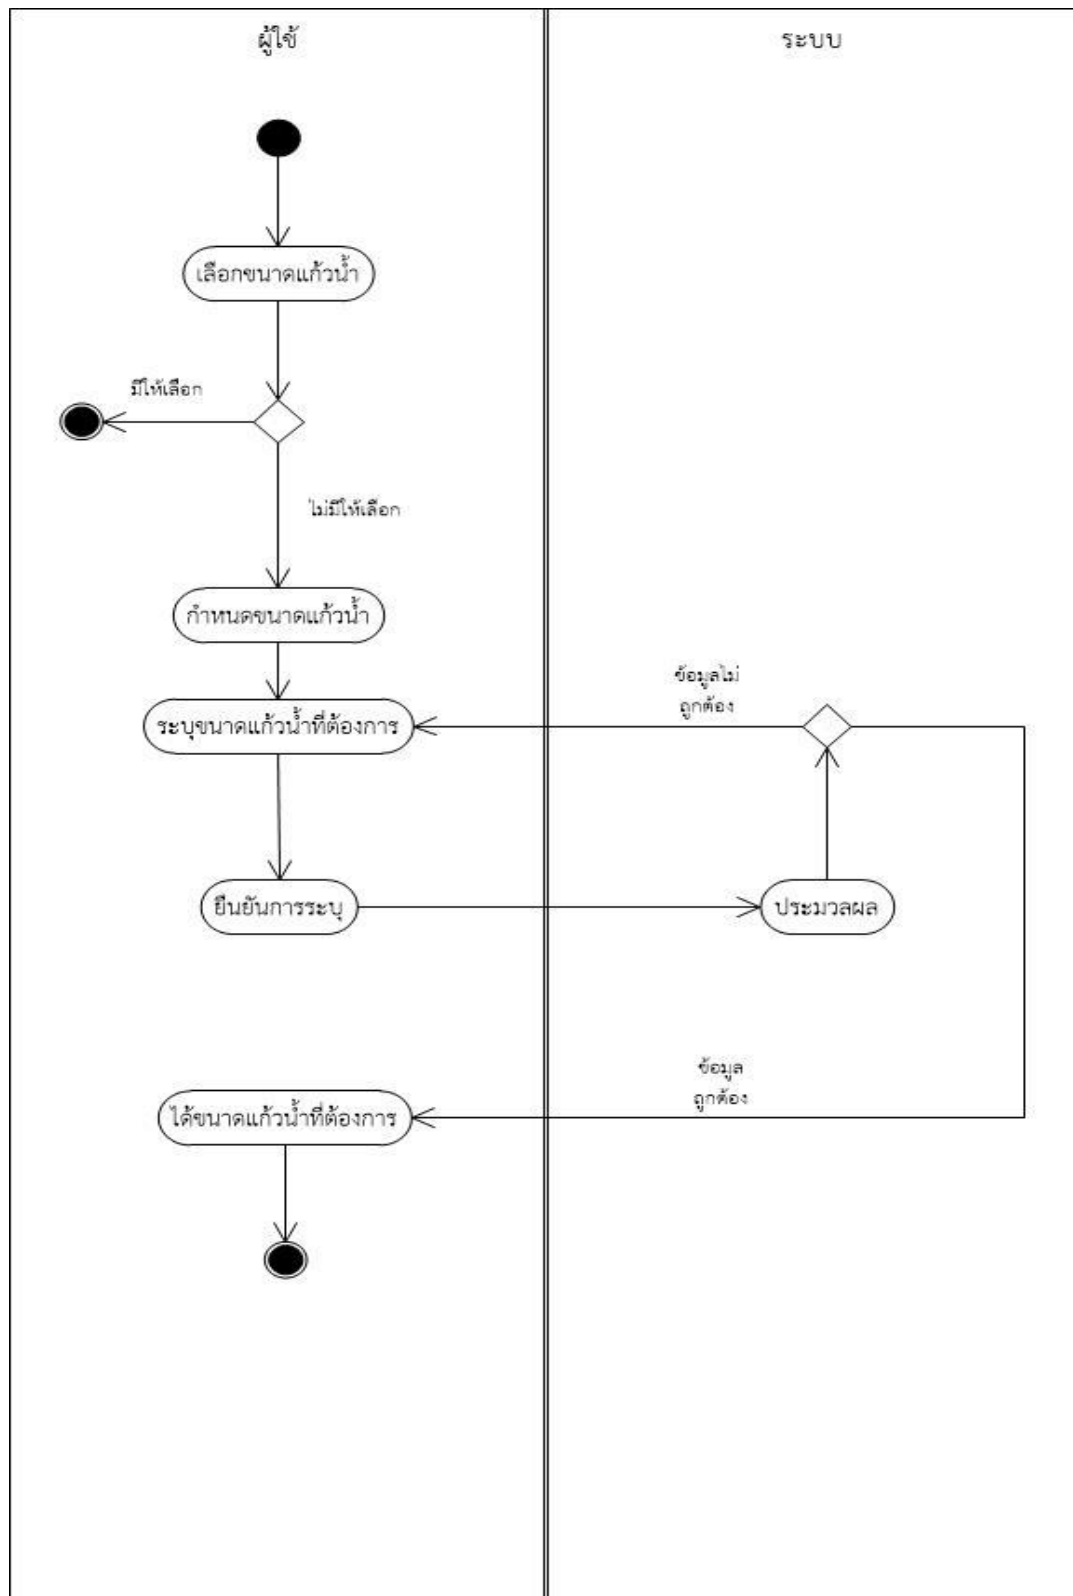 ผู้ใช้
ระบบ
เลือกขนาดแก้วน้ำ
มีให้เลือก
ไม่มีให้เลือก
กำหนดขนาดแก้วน้ำ
ข้อมูลไม่
ถูกต้อง
ระบุขนาดแก้วน้ำที่ต้องการ
ยืนยันการระบุ
ประมวลผล
ข้อมูล
ถูกต้อง
ได้ขนาดแก้วน้ำที่ต้องการ